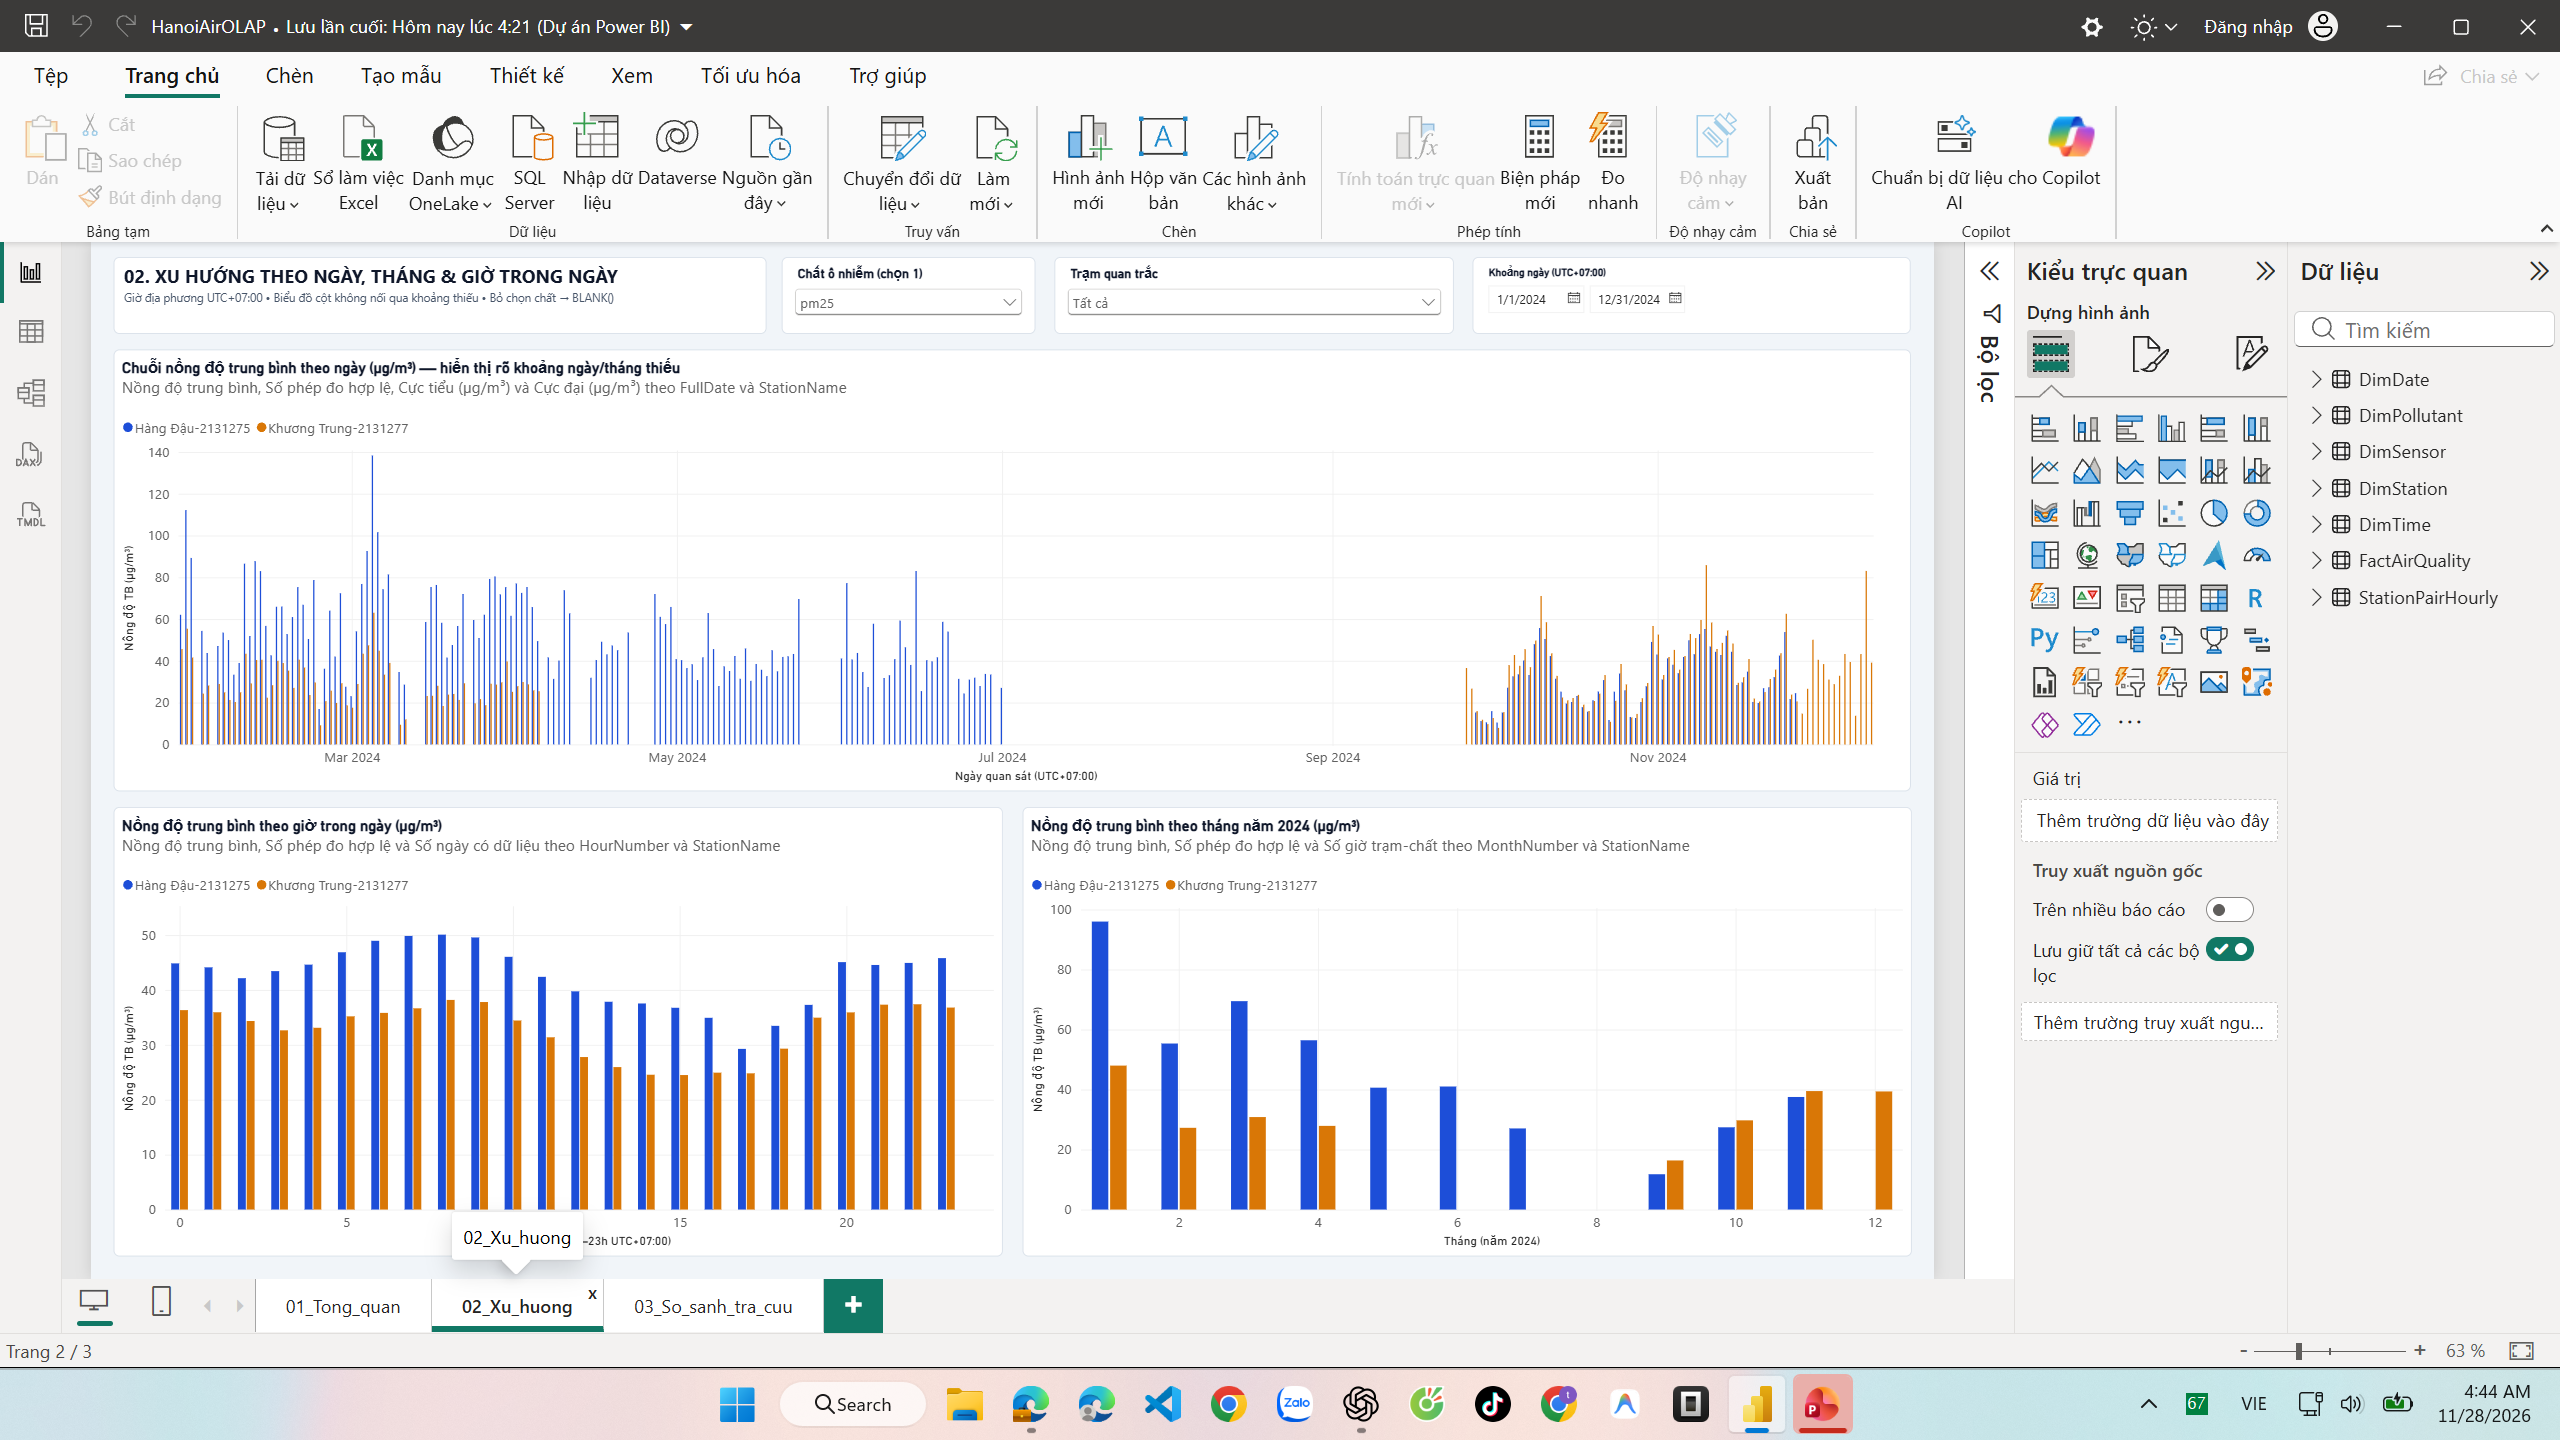 HanoiAirOLAP • Lưu lần cuối: Hôm nay lúc 4:21 (Dự án Power BI)
Đăng nhập
Tệp
Trang chủ
Chèn
Tạo mẫu
Thiết kế
Xem
Tối ưu hóa
Trợ giúp
Chia sẻ
Dán
Cắt
Sao chép
Bút định dạng
Bảng tạm
Tải dữ liệu
Sổ làm việc Excel
Danh mục OneLake
SQL Server
Nhập dữ liệu
Dataverse
Nguồn gần đây
Dữ liệu
Chuyển đổi dữ liệu
Làm mới
Truy vấn
Hình ảnh mới
Hộp văn bản
Các hình ảnh khác
Chèn
Tính toán trực quan mới
Biện pháp mới
Đo nhanh
Phép tính
Độ nhạy cảm
Độ nhạy cảm
Xuất bản
Chia sẻ
Chuẩn bị dữ liệu cho AI
Copilot
Copilot
DAX
TMDL
02. XU HƯỚNG THEO NGÀY, THÁNG & GIỜ TRONG NGÀY
Giờ địa phương UTC+07:00 • Biểu đồ cột không nối qua khoảng thiếu • Bỏ chọn chất → BLANK()
Chất ô nhiễm (chọn 1)
pm25
Trạm quan trắc
Tất cả
Khoảng ngày (UTC+07:00)
1/1/2024
12/31/2024
Chuỗi nồng độ trung bình theo ngày (µg/m³) — hiển thị rõ khoảng ngày/tháng thiếu
Nồng độ trung bình, Số phép đo hợp lệ, Cực tiểu (µg/m³) và Cực đại (µg/m³) theo FullDate và StationName
Hàng Đậu-2131275 Khương Trung-2131277
Nồng độ TB (µg/m³)
140
120
100
80
60
40
20
0
Mar 2024 May 2024 Jul 2024 Sep 2024 Nov 2024
Ngày quan sát (UTC+07:00)
Nồng độ trung bình theo giờ trong ngày (µg/m³)
Nồng độ trung bình, Số phép đo hợp lệ và Số ngày có dữ liệu theo HourNumber và StationName
Hàng Đậu-2131275 Khương Trung-2131277
Nồng độ TB (µg/m³)
50
40
30
20
10
0
0 5 15 20
–23h UTC+07:00)
02_Xu_huong
Nồng độ trung bình theo tháng năm 2024 (µg/m³)
Nồng độ trung bình, Số phép đo hợp lệ và Số giờ trạm-chất theo MonthNumber và StationName
Hàng Đậu-2131275 Khương Trung-2131277
Nồng độ TB (µg/m³)
100
80
60
40
20
0
2 4 6 8 10 12
Tháng (năm 2024)
Bộ lọc
Kiểu trực quan
Dựng hình ảnh
123
R
Py
Giá trị
Thêm trường dữ liệu vào đây
Truy xuất nguồn gốc
Trên nhiều báo cáo
Lưu giữ tất cả các bộ lọc
Thêm trường truy xuất ngu...
Dữ liệu
Tìm kiếm
DimDate
DimPollutant
DimSensor
DimStation
DimTime
FactAirQuality
StationPairHourly
01_Tong_quan
02_Xu_huong
x
03_So_sanh_tra_cuu
+
Trang 2 / 3
- + 63 %
Search
Zalo
67
VIE
4:44 AM
11/28/2026